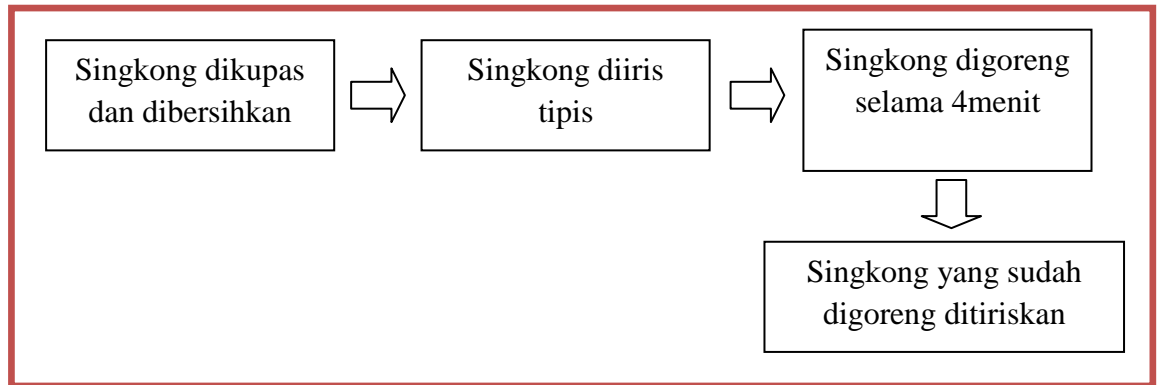 Singkong dikupas
dan dibersihkan
Singkong diiris
tipis
Singkong digoreng
selama 4menit
Singkong yang sudah
digoreng ditiriskan